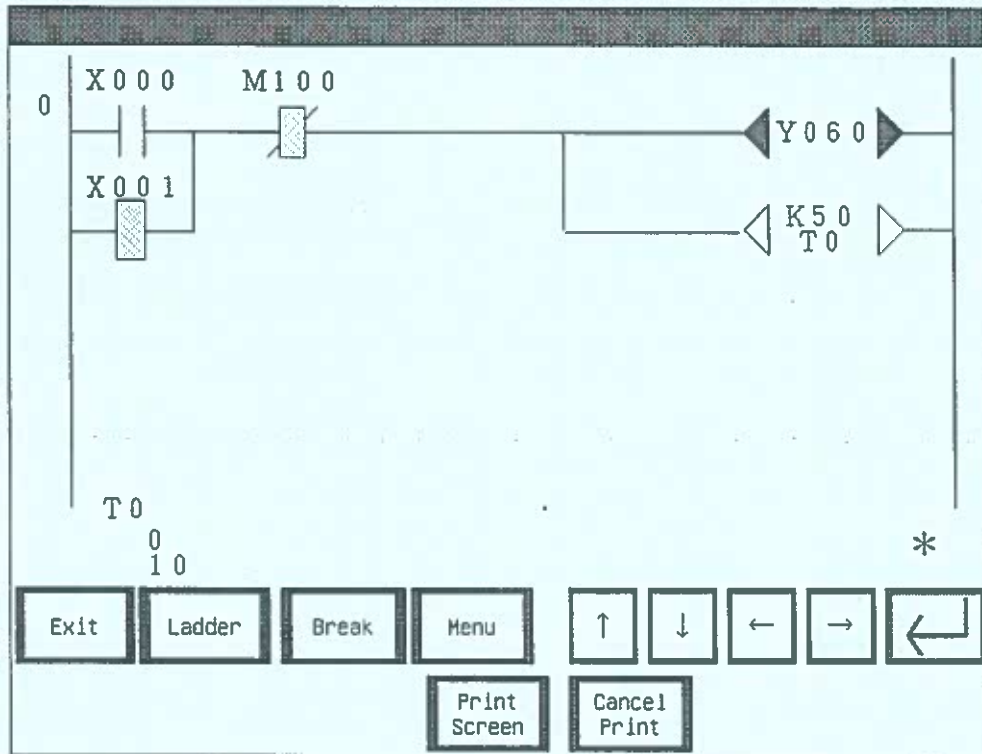 X000 M100
0
Y060
X001
K50
T0
T0
0
10
*
Exit Ladder Break Menu ↑ ↓ ← →
Print Screen
Cancel Print